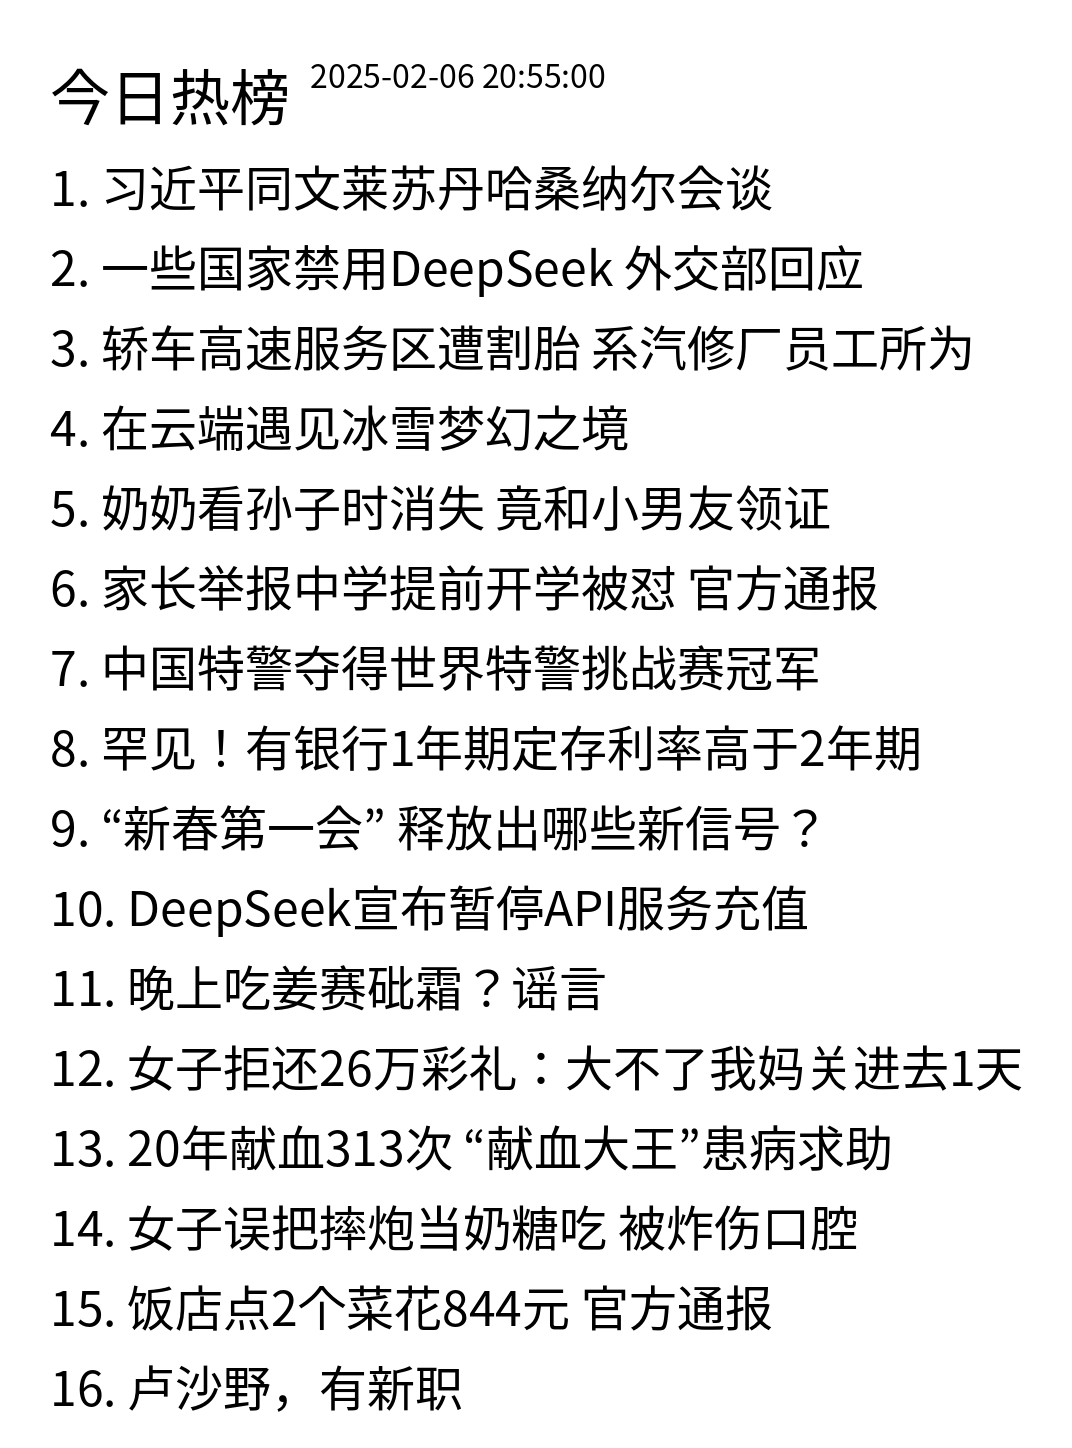 今日热榜 2025-02-06 20:55:00
1. 习近平同文莱苏丹哈桑纳尔会谈
2. 一些国家禁用DeepSeek 外交部回应
3. 轿车高速服务区遭割胎 系汽修厂员工所为
4. 在云端遇见冰雪梦幻之境
5. 奶奶看孙子时消失 竟和小男友领证
6. 家长举报中学提前开学被怼 官方通报
7. 中国特警夺得世界特警挑战赛冠军
8. 罕见！有银行1年期定存利率高于2年期
9. “新春第一会” 释放出哪些新信号？
10. DeepSeek宣布暂停API服务充值
11. 晚上吃姜赛砒霜？谣言
12. 女子拒还26万彩礼：大不了我妈关进去1天
13. 20年献血313次 “献血大王”患病求助
14. 女子误把摔炮当奶糖吃 被炸伤口腔
15. 饭店点2个菜花844元 官方通报
16. 卢沙野，有新职